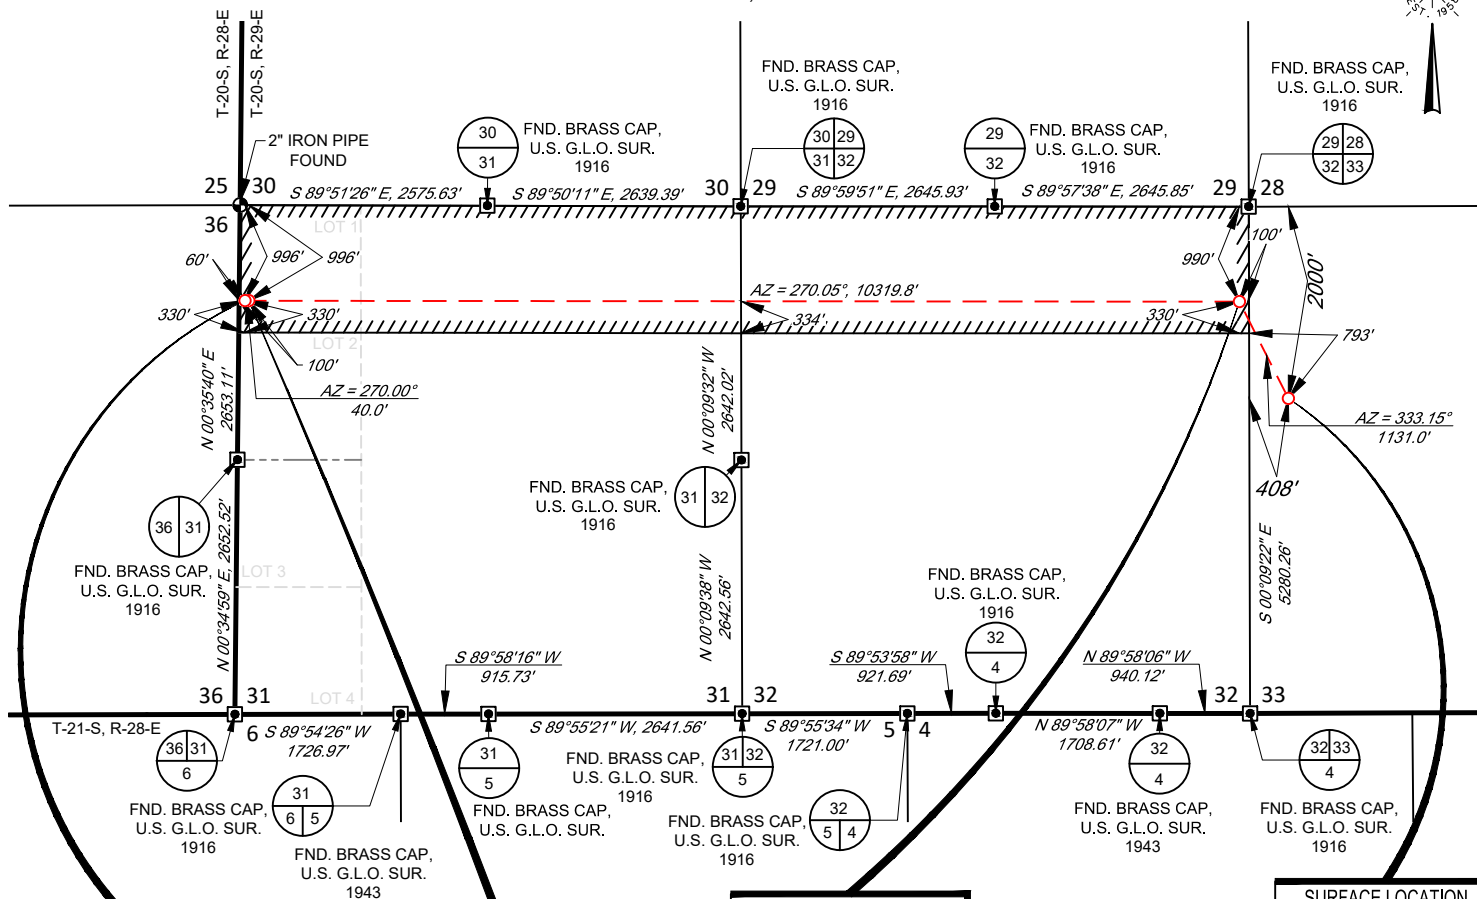 EST. 1950
T-20-S, R-28-E
T-20-S, R-29-E
FND. BRASS CAP,
U.S. G.L.O. SUR.
1916
FND. BRASS CAP,
U.S. G.L.O. SUR.
1916
30
31
FND. BRASS CAP,
U.S. G.L.O. SUR.
1916
30 29
31 32
29
32
FND. BRASS CAP,
U.S. G.L.O. SUR.
1916
29 28
32 33
2" IRON PIPE
FOUND
25 30
S 89°51'26" E, 2575.63'
S 89°50'11" E, 2639.39'
30 29
S 89°59'51" E, 2645.93'
S 89°57'38" E, 2645.85'
29 28
36
LOT 1
60'
996'
996'
990'
100'
2000'
AZ = 270.05°, 10319.8'
330'
330'
334'
330'
793'
LOT 2
100'
AZ = 270.00°
40.0'
AZ = 333.15°
1131.0'
N 00°35'40" E
2653.11'
N 00°09'32" W
2642.02'
408'
36 31
FND. BRASS CAP,
U.S. G.L.O. SUR.
1916
FND. BRASS CAP,
U.S. G.L.O. SUR.
1916
31 32
N 00°34'59" E, 2652.52'
LOT 3
N 00°09'38" W
2642.56'
FND. BRASS CAP,
U.S. G.L.O. SUR.
1916
32
4
S 00°09'22" E
5280.26'
S 89°58'16" W
915.73'
S 89°53'58" W
921.69'
N 89°58'06" W
940.12'
36 31
LOT 4
31 32
32 33
T-21-S, R-28-E
6
S 89°54'26" W
1726.97'
S 89°55'21" W, 2641.56'
S 89°55'34" W
1721.00'
5 4
N 89°58'07" W
1708.61'
36 31
6
FND. BRASS CAP,
U.S. G.L.O. SUR.
1916
31
6 5
FND. BRASS CAP,
U.S. G.L.O. SUR.
1943
31
5
FND. BRASS CAP,
U.S. G.L.O. SUR.
FND. BRASS CAP,
U.S. G.L.O. SUR.
1916
31 32
5
FND. BRASS CAP,
U.S. G.L.O. SUR.
1916
32
5 4
32
4
FND. BRASS CAP,
U.S. G.L.O. SUR.
1943
32 33
4
FND. BRASS CAP,
U.S. G.L.O. SUR.
1916
SURFACE LOCATION